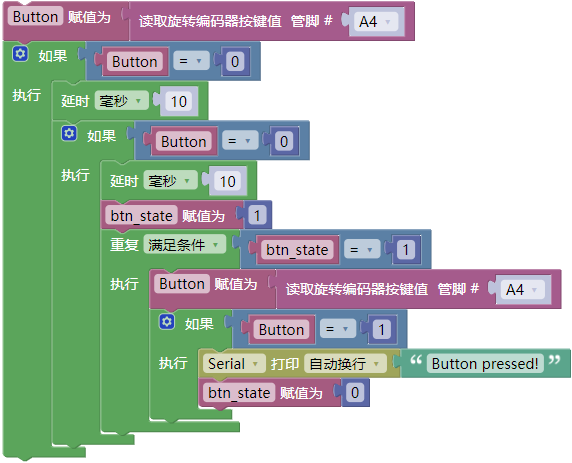 Button 赋值为 读取旋转编码器按键值 管脚 # A4
如果 Button = 0
执行 延时 毫秒 10
如果 Button = 0
执行 延时 毫秒 10
btn_state 赋值为 1
重复 满足条件 btn_state = 1
执行 Button 赋值为 读取旋转编码器按键值 管脚 # A4
如果 Button = 1
执行 Serial 打印 自动换行 “ Button pressed! ”
btn_state 赋值为 0